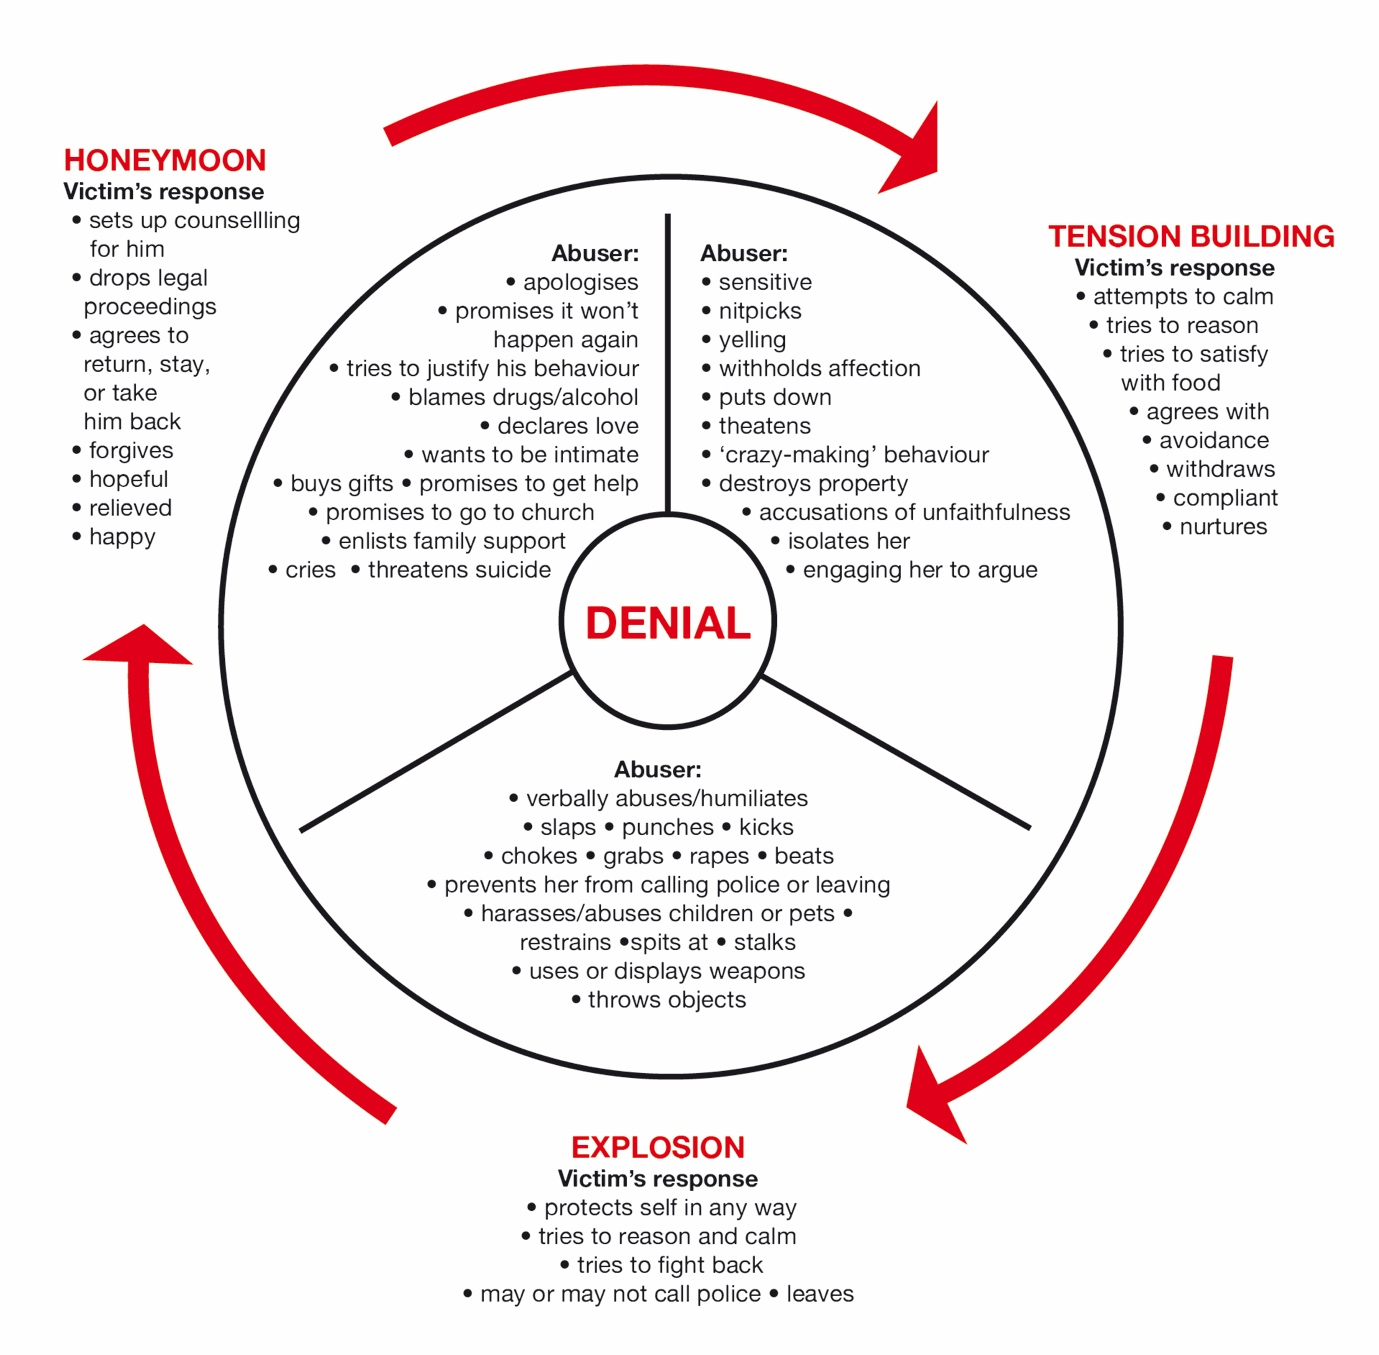 HONEYMOON
Victim's response
• sets up counsellling
for him
• drops legal
proceedings
• agrees to
return, stay,
or take
him back
• forgives
• hopeful
• relieved
• happy
Abuser:
• apologises
• promises it won't
happen again
• tries to justify his behaviour
• blames drugs/alcohol
• declares love
• wants to be intimate
• buys gifts • promises to get help
• promises to go to church
• enlists family support
• cries • threatens suicide
Abuser:
• sensitive
• nitpicks
• yelling
• withholds affection
• puts down
• theatens
• 'crazy-making' behaviour
• destroys property
• accusations of unfaithfulness
• isolates her
• engaging her to argue
TENSION BUILDING
Victim's response
• attempts to calm
• tries to reason
• tries to satisfy
with food
• agrees with
• avoidance
• withdraws
• compliant
• nurtures
DENIAL
Abuser:
• verbally abuses/humiliates
• slaps • punches • kicks
• chokes • grabs • rapes • beats
• prevents her from calling police or leaving
• harasses/abuses children or pets •
restrains •spits at • stalks
• uses or displays weapons
• throws objects
EXPLOSION
Victim's response
• protects self in any way
• tries to reason and calm
• tries to fight back
• may or may not call police • leaves